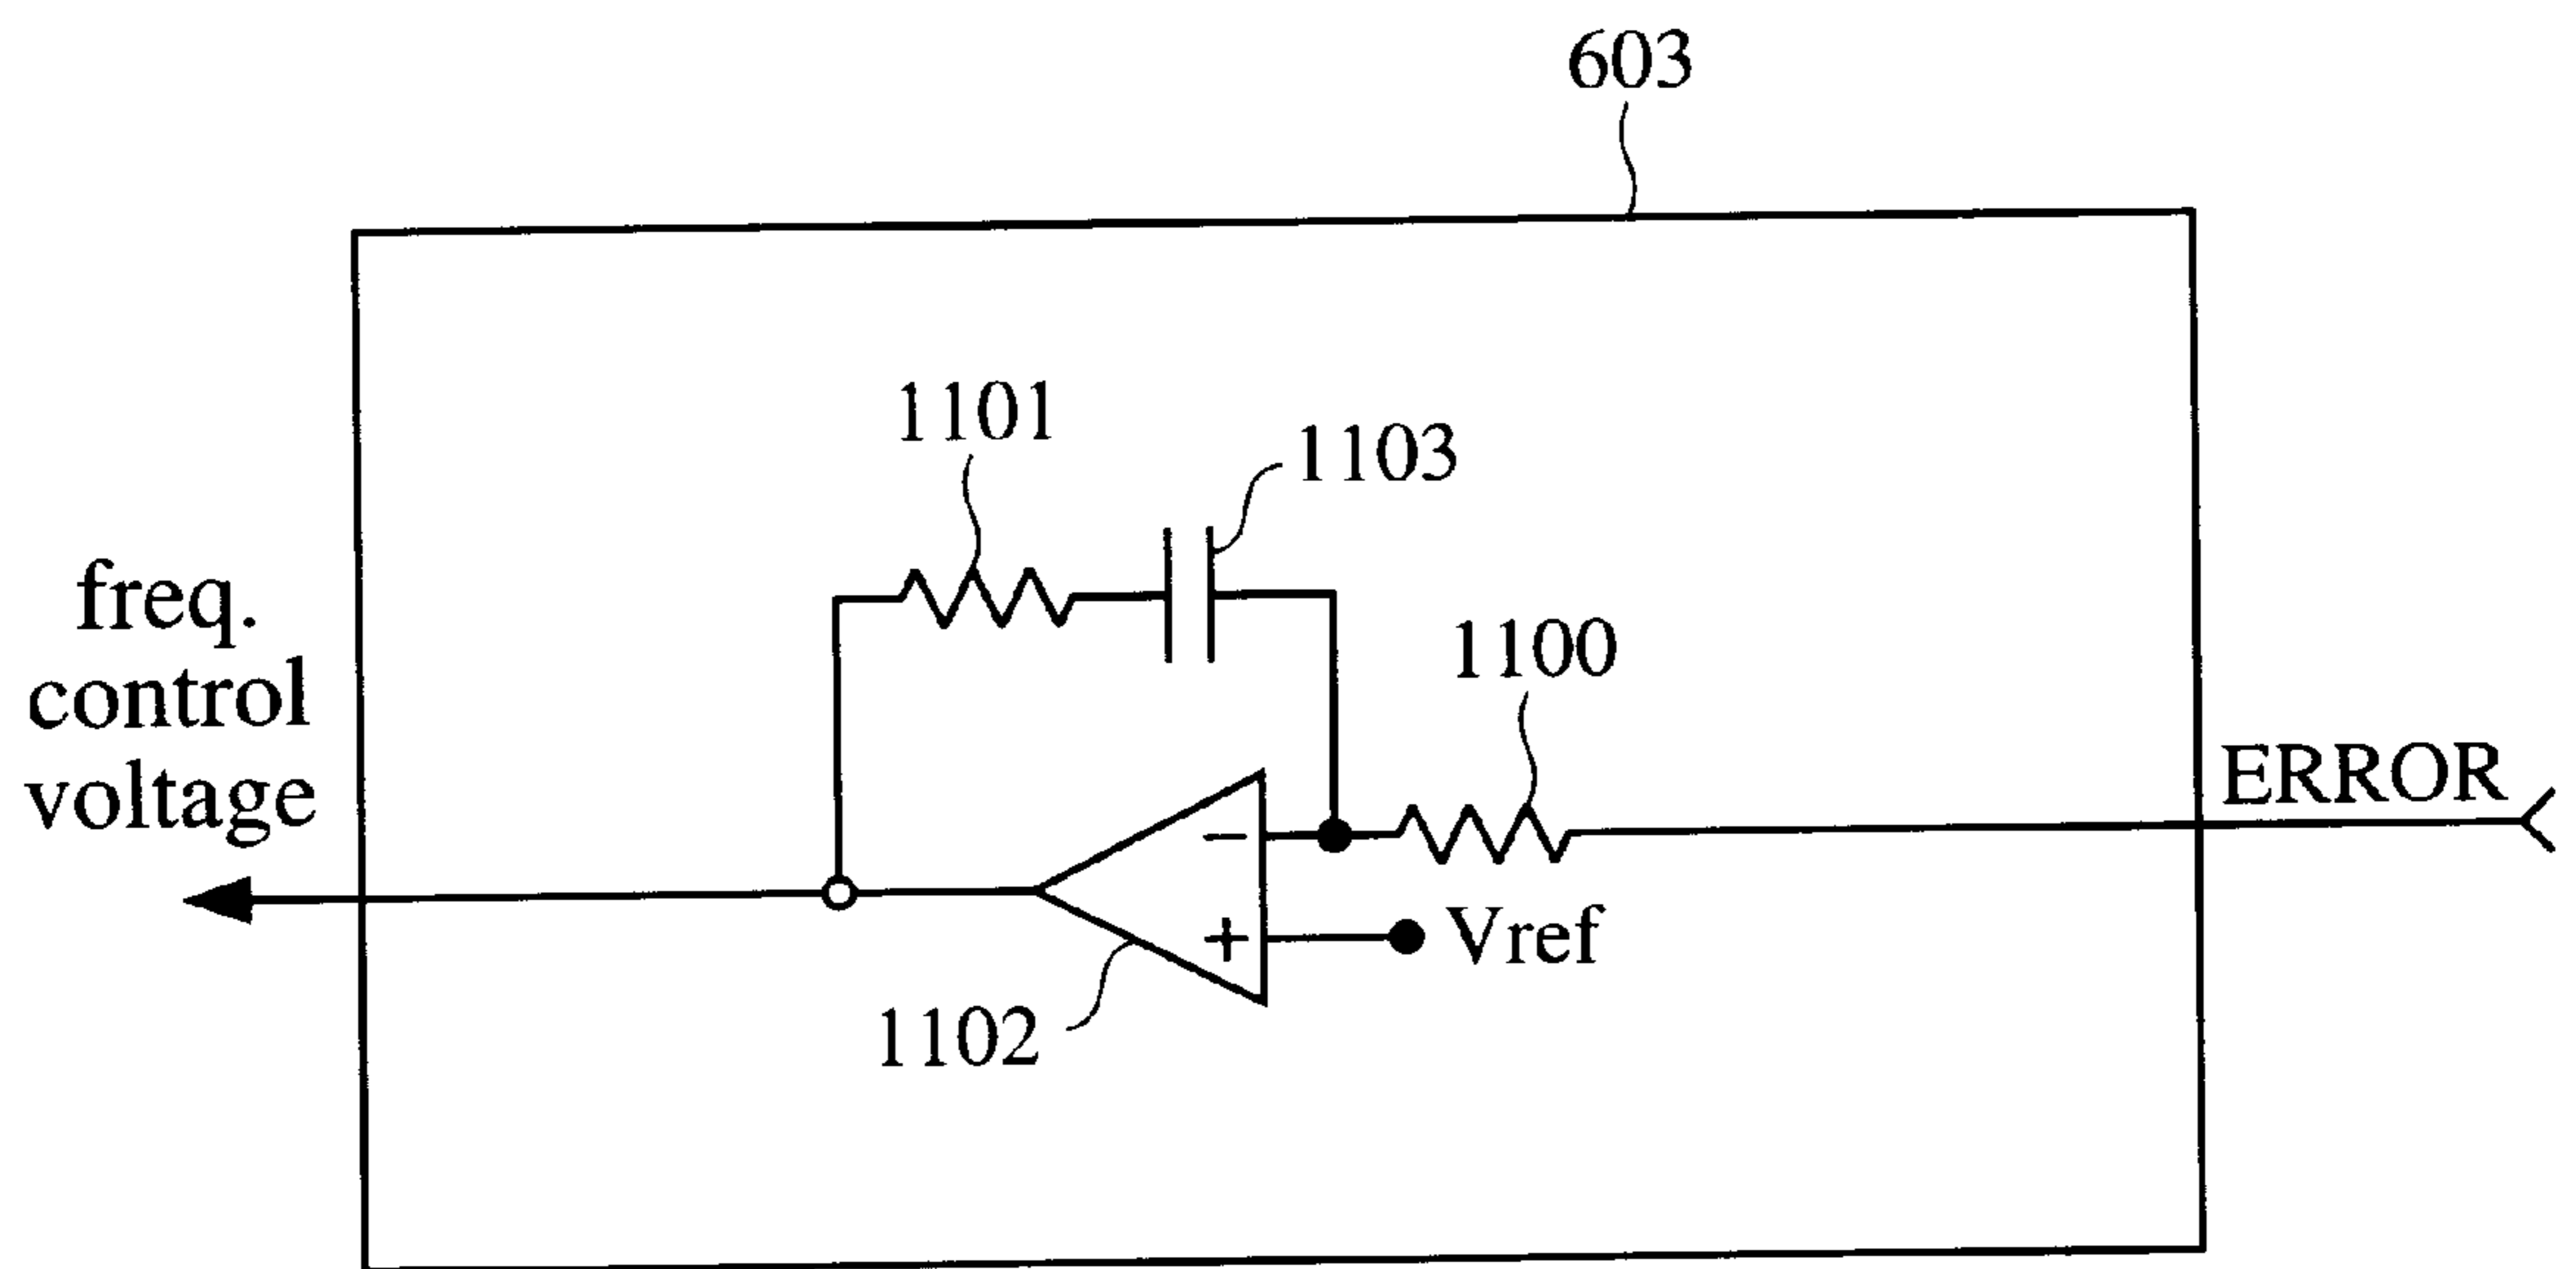 603
1101
1103
1100
freq.
control
voltage
ERROR
−
+
Vref
1102